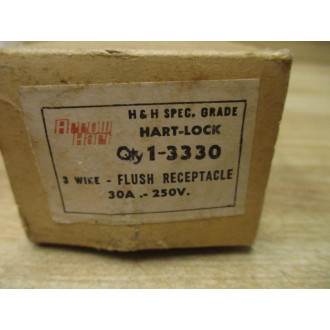 H & H SPEC. GRADE
Arrow
Hart
HART-LOCK
Qty 1-3330
3 WIRE - FLUSH RECEPTACLE
30A.-250V.